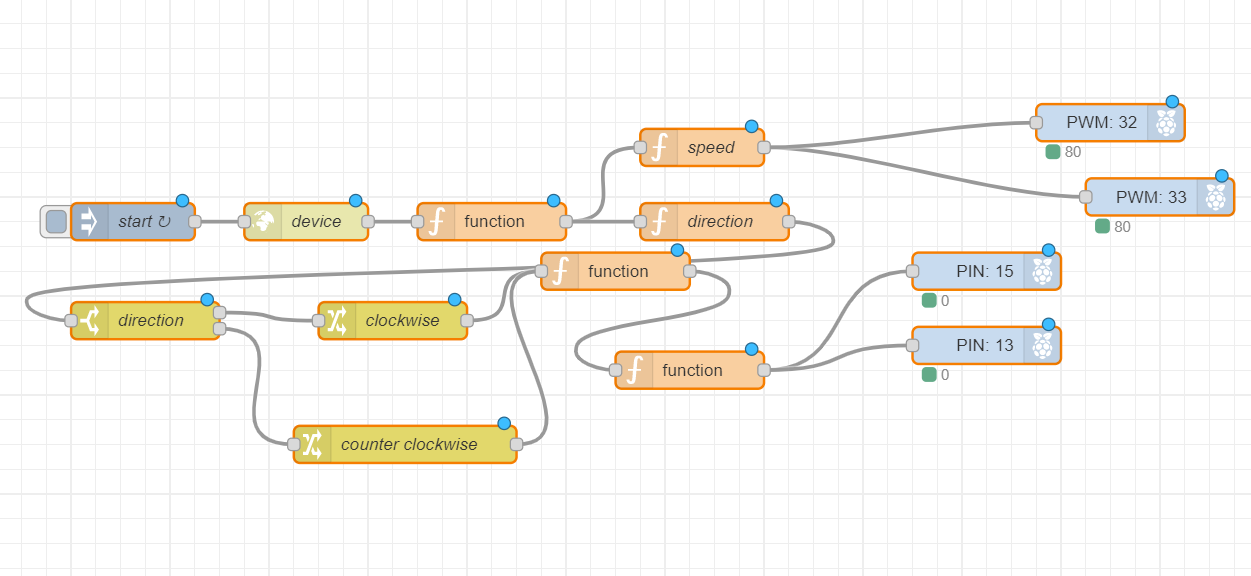 PWM: 32
speed
80
PWM: 33
start ↻
device
function
direction
80
function
PIN: 15
0
direction
clockwise
PIN: 13
function
0
counter clockwise